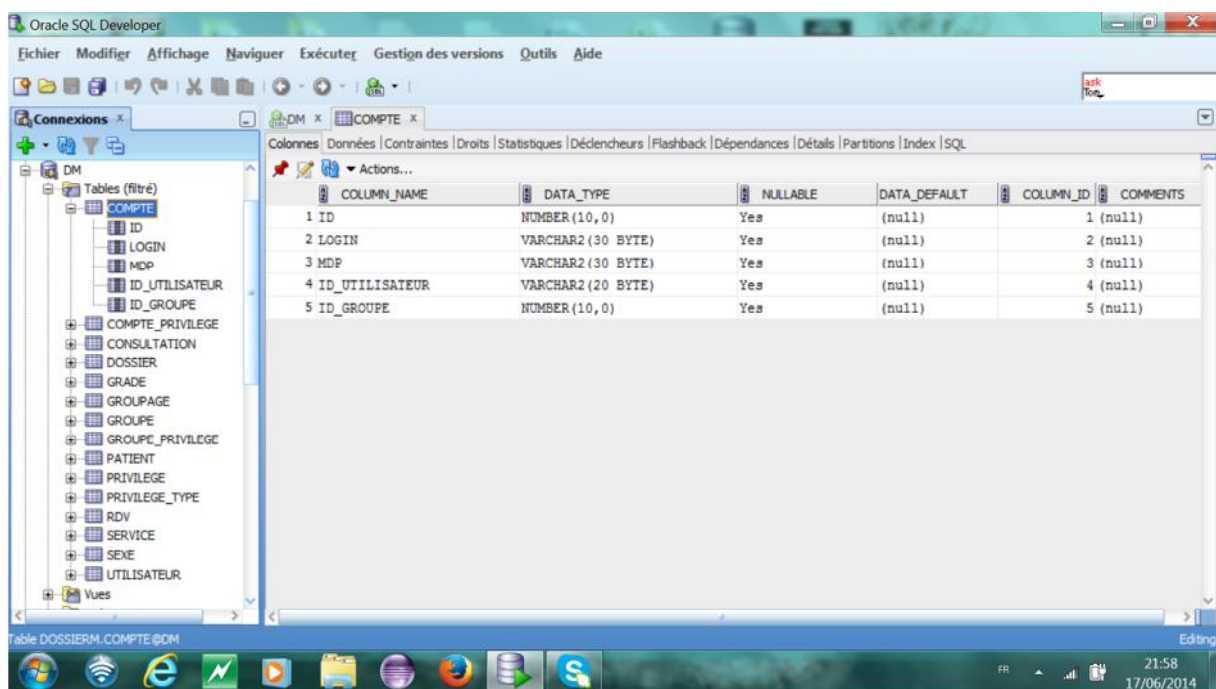 Oracle SQL Developer
Fichier Modifier Affichage Naviguer Exécuter Gestion des versions Outils Aide
ask
Tom
Connexions
DM
COMPTE
Colonnes Données Contraintes Droits Statistiques Déclencheurs Flashback Dépendances Détails Partitions Index SQL
Actions...
COLUMN_NAME DATA_TYPE NULLABLE DATA_DEFAULT COLUMN_ID COMMENTS
1 ID NUMBER(10,0) Yes (null) 1 (null)
2 LOGIN VARCHAR2(30 BYTE) Yes (null) 2 (null)
3 MDP VARCHAR2(30 BYTE) Yes (null) 3 (null)
4 ID_UTILISATEUR VARCHAR2(20 BYTE) Yes (null) 4 (null)
5 ID_GROUPE NUMBER(10,0) Yes (null) 5 (null)
DM
Tables (filtré)
COMPTE
ID
LOGIN
MDP
ID_UTILISATEUR
ID_GROUPE
COMPTE_PRIVILEGE
CONSULTATION
DOSSIER
GRADE
GROUPAGE
GROUPE
GROUPE_PRIVILEGE
PATIENT
PRIVILEGE
PRIVILEGE_TYPE
RDV
SERVICE
SEXE
UTILISATEUR
Vues
Table DOSSIERM.COMPTE@DM
Editing
FR
21:58
17/06/2014